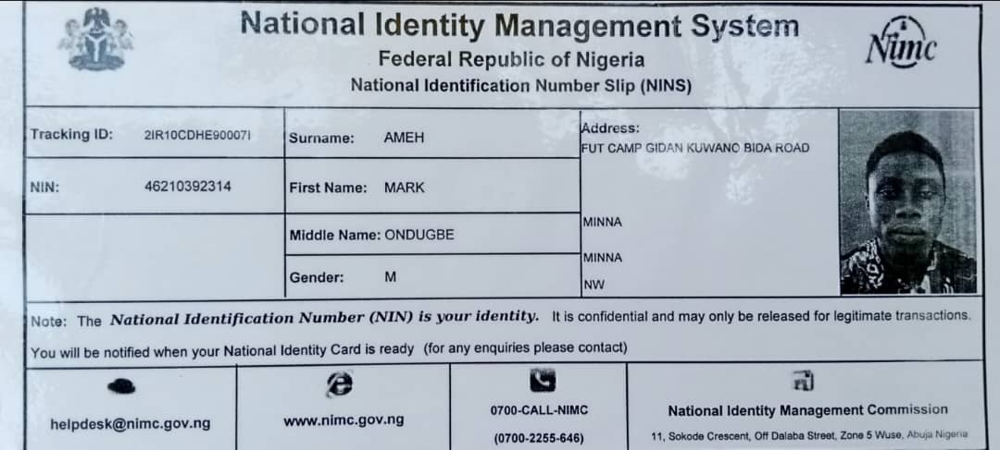 National Identity Management System
Federal Republic of Nigeria
National Identification Number Slip (NINS)
Nimc
Tracking ID: 2IR10CDHE90007I
Surname: AMEH
Address:
FUT CAMP GIDAN KUWANO BIDA ROAD
NIN: 46210392314
First Name: MARK
Middle Name: ONDUGBE
MINNA
Gender: M
MINNA
NW
Note: The National Identification Number (NIN) is your identity. It is confidential and may only be released for legitimate transactions.
You will be notified when your National Identity Card is ready (for any enquiries please contact)
helpdesk@nimc.gov.ng
www.nimc.gov.ng
0700-CALL-NIMC
(0700-2255-646)
National Identity Management Commission
11, Sokode Crescent, Off Dalaba Street, Zone 5 Wuse, Abuja Nigeria